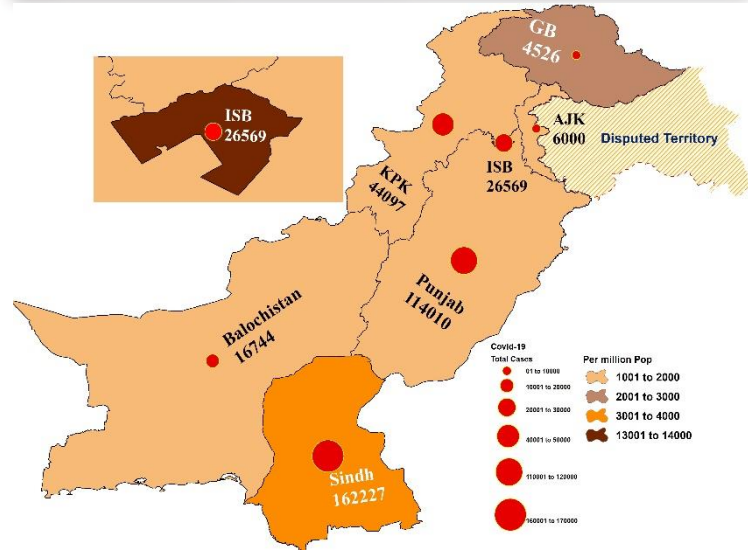 GB
4526
ISB
26569
AJK
6000
Disputed Territory
ISB
26569
KPK
44097
Punjab
114010
Balochistan
16744
Sindh
162227
Covid-19
Total Cases
01 to 10000
10001 to 20000
20001 to 30000
40001 to 50000
110001 to 120000
160001 to 170000
Per million Pop
1001 to 2000
2001 to 3000
3001 to 4000
13001 to 14000